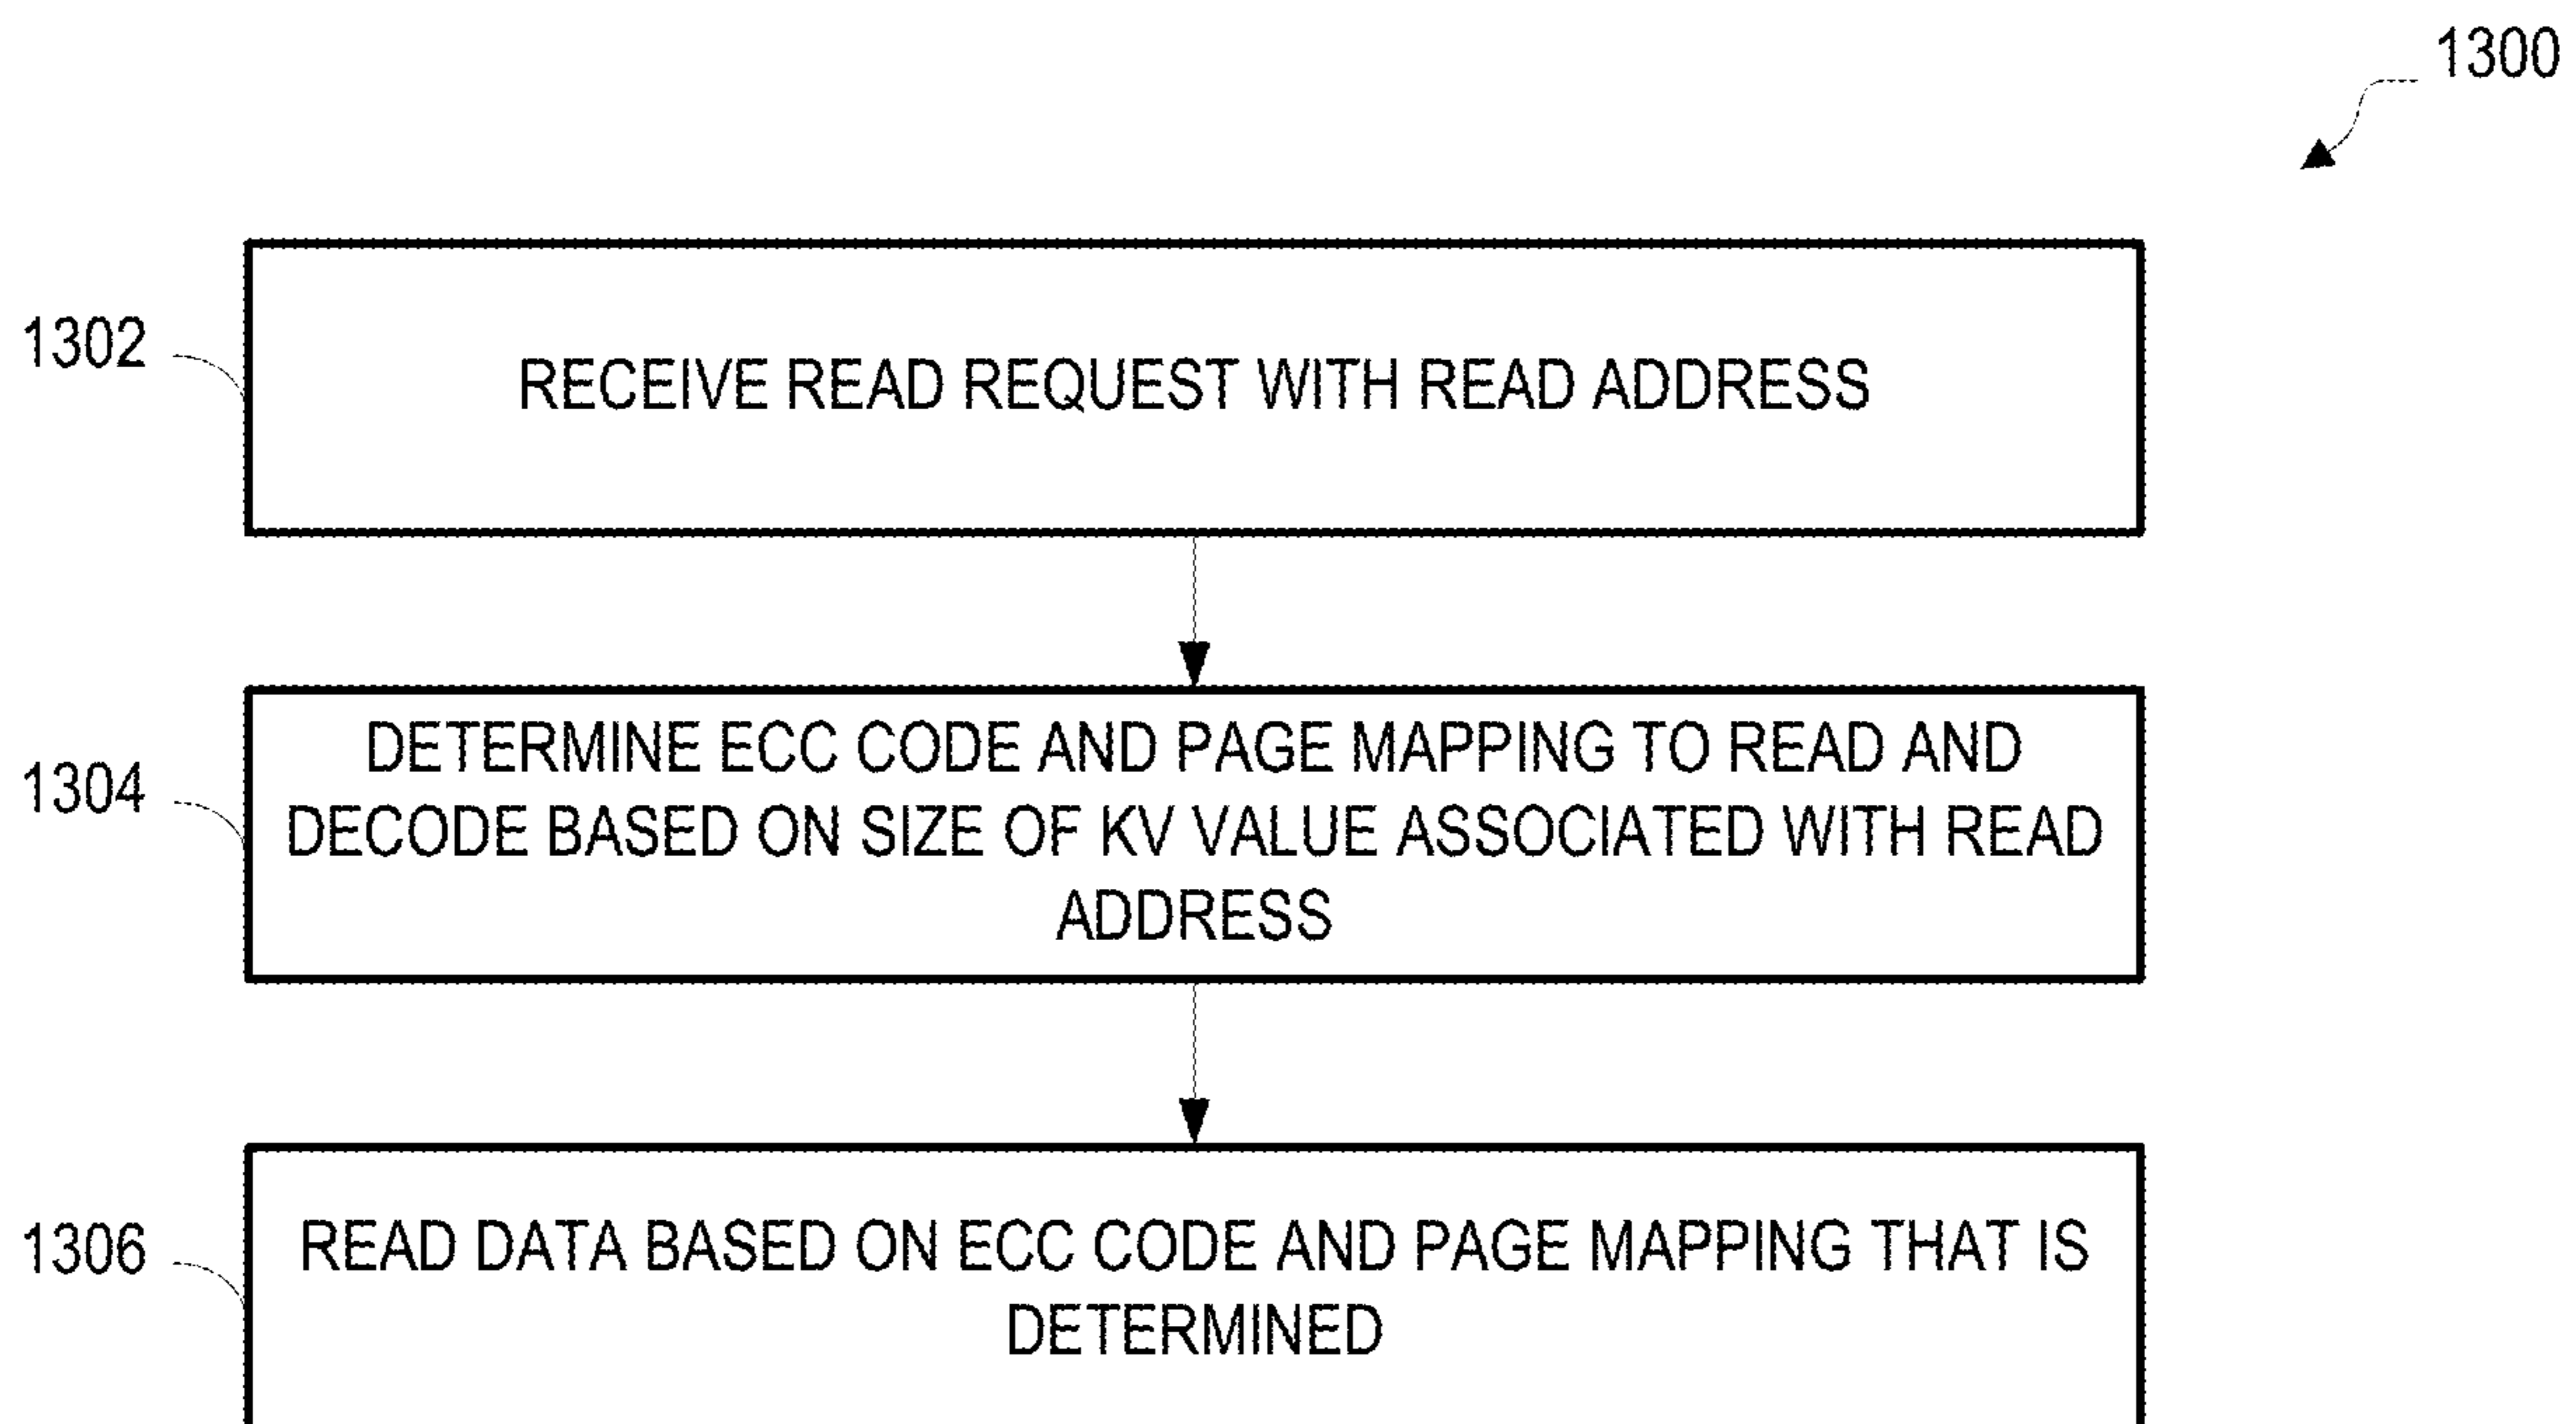 1300
1302
RECEIVE READ REQUEST WITH READ ADDRESS
1304
DETERMINE ECC CODE AND PAGE MAPPING TO READ AND
DECODE BASED ON SIZE OF KV VALUE ASSOCIATED WITH READ
ADDRESS
1306
READ DATA BASED ON ECC CODE AND PAGE MAPPING THAT IS
DETERMINED